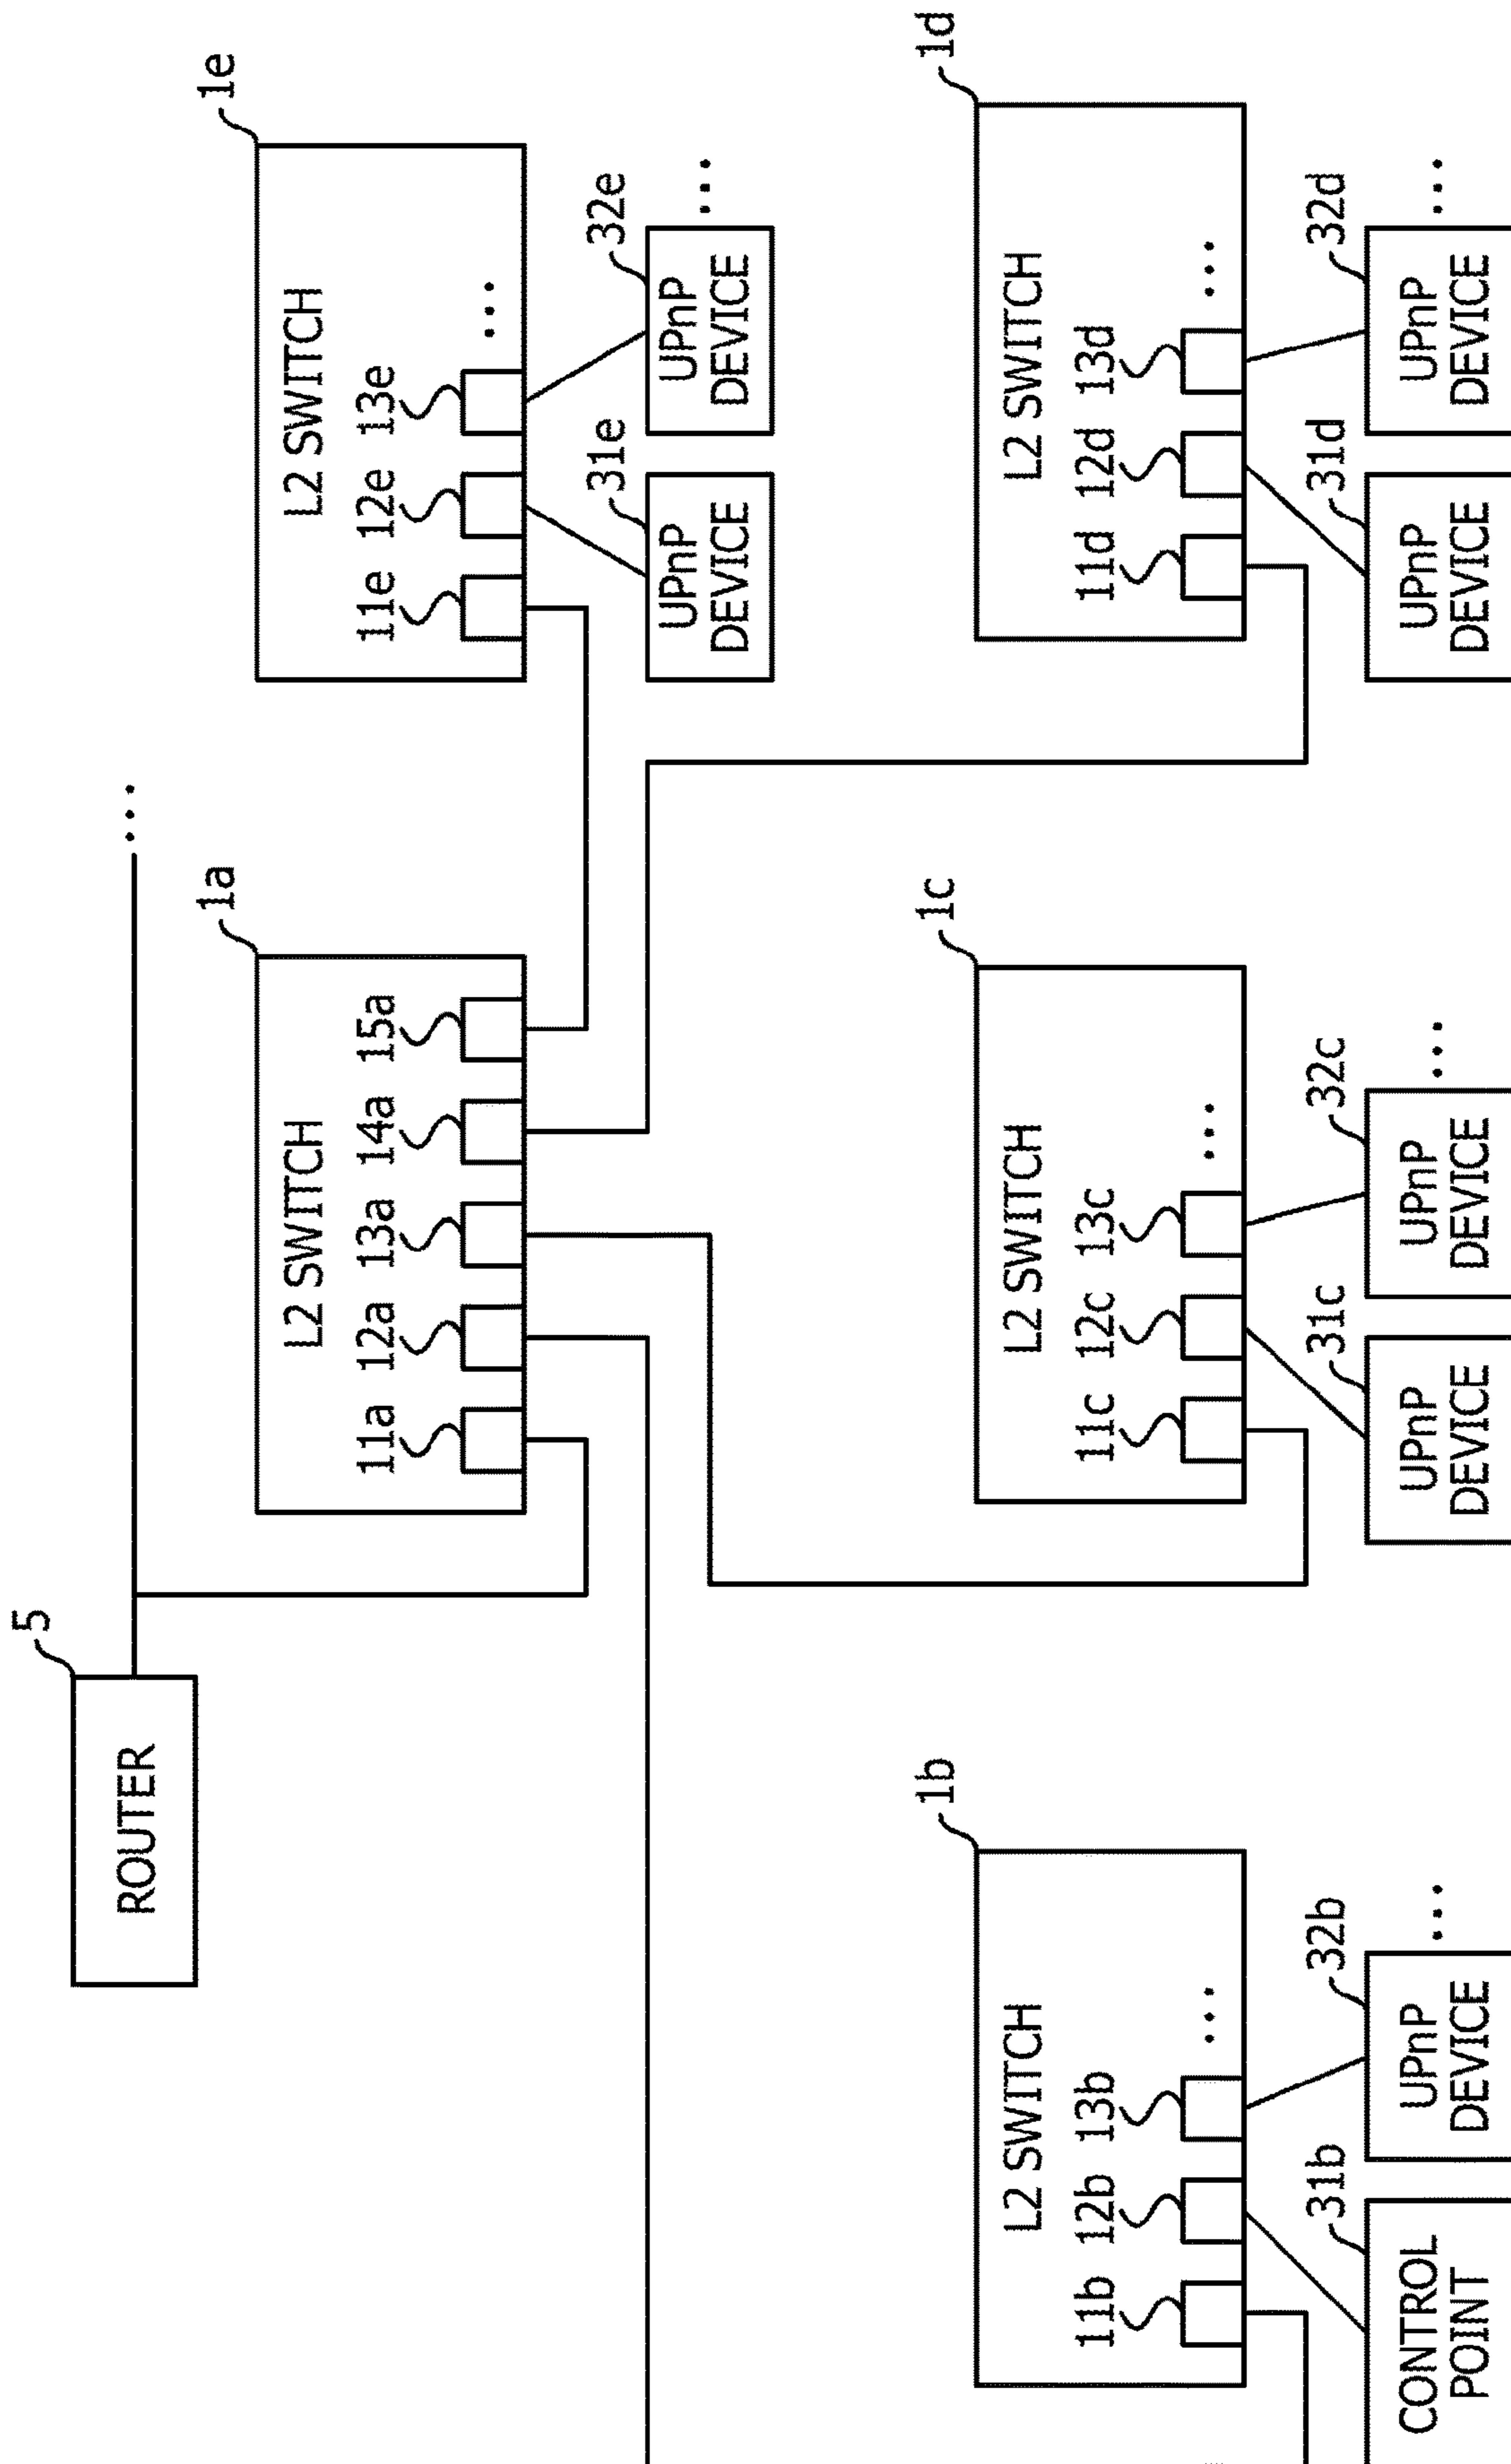 5
ROUTER
...
1a
L2 SWITCH
11a 12a 13a 14a 15a
1e
L2 SWITCH
11e 12e 13e
...
31e 32e
UPnP
DEVICE
UPnP
DEVICE
...
1b
L2 SWITCH
11b 12b 13b
...
31b 32b
CONTROL
POINT
UPnP
DEVICE
...
1c
L2 SWITCH
11c 12c 13c
...
31c 32c
UPnP
DEVICE
UPnP
DEVICE
...
1d
L2 SWITCH
11d 12d 13d
...
31d 32d
UPnP
DEVICE
UPnP
DEVICE
...